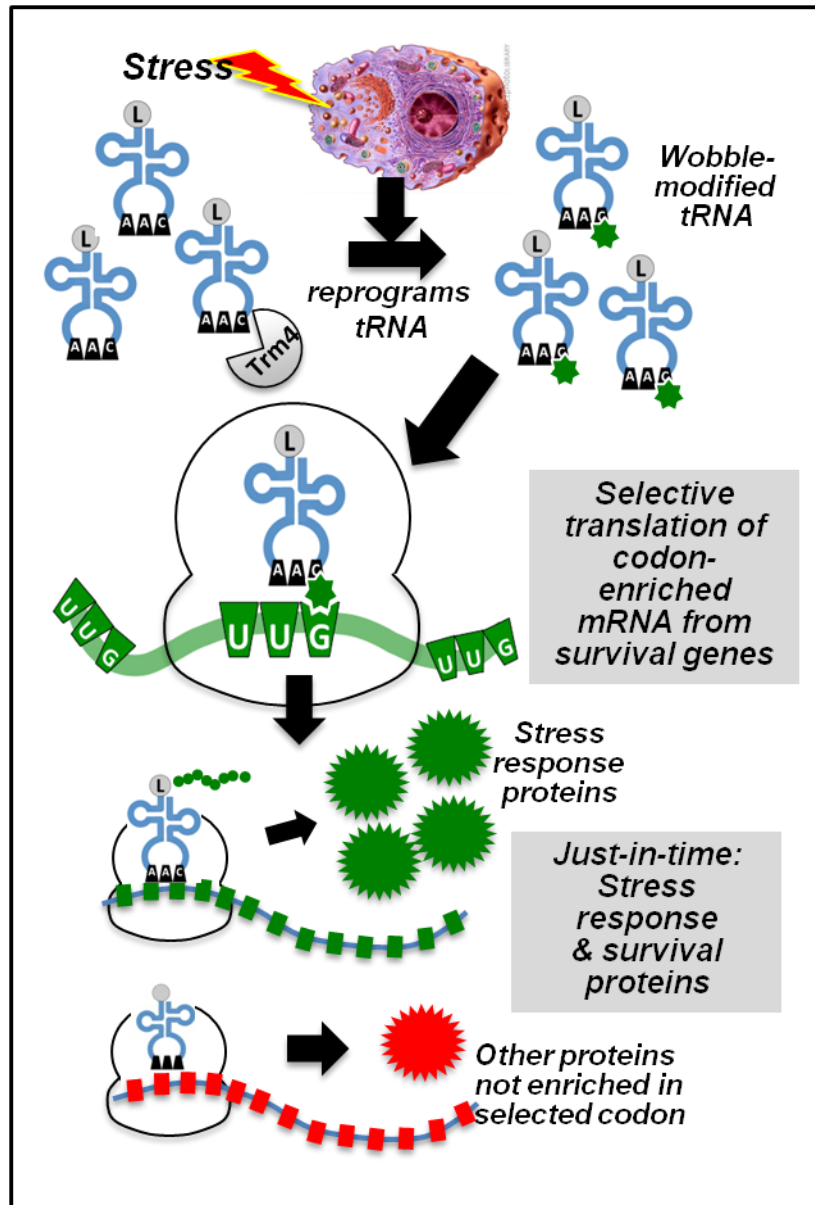 Stress
L
AAC
L
AAC
L
AAC
Trm4
reprograms
tRNA
L
AAC
L
AAC
L
AAC
Wobble-
modified
tRNA
L
AAC
UUG
UUG
UUG
Selective
translation of
codon-
enriched
mRNA from
survival genes
L
AAC
Stress
response
proteins
Just-in-time:
Stress
response
& survival
proteins
Other proteins
not enriched in
selected codon